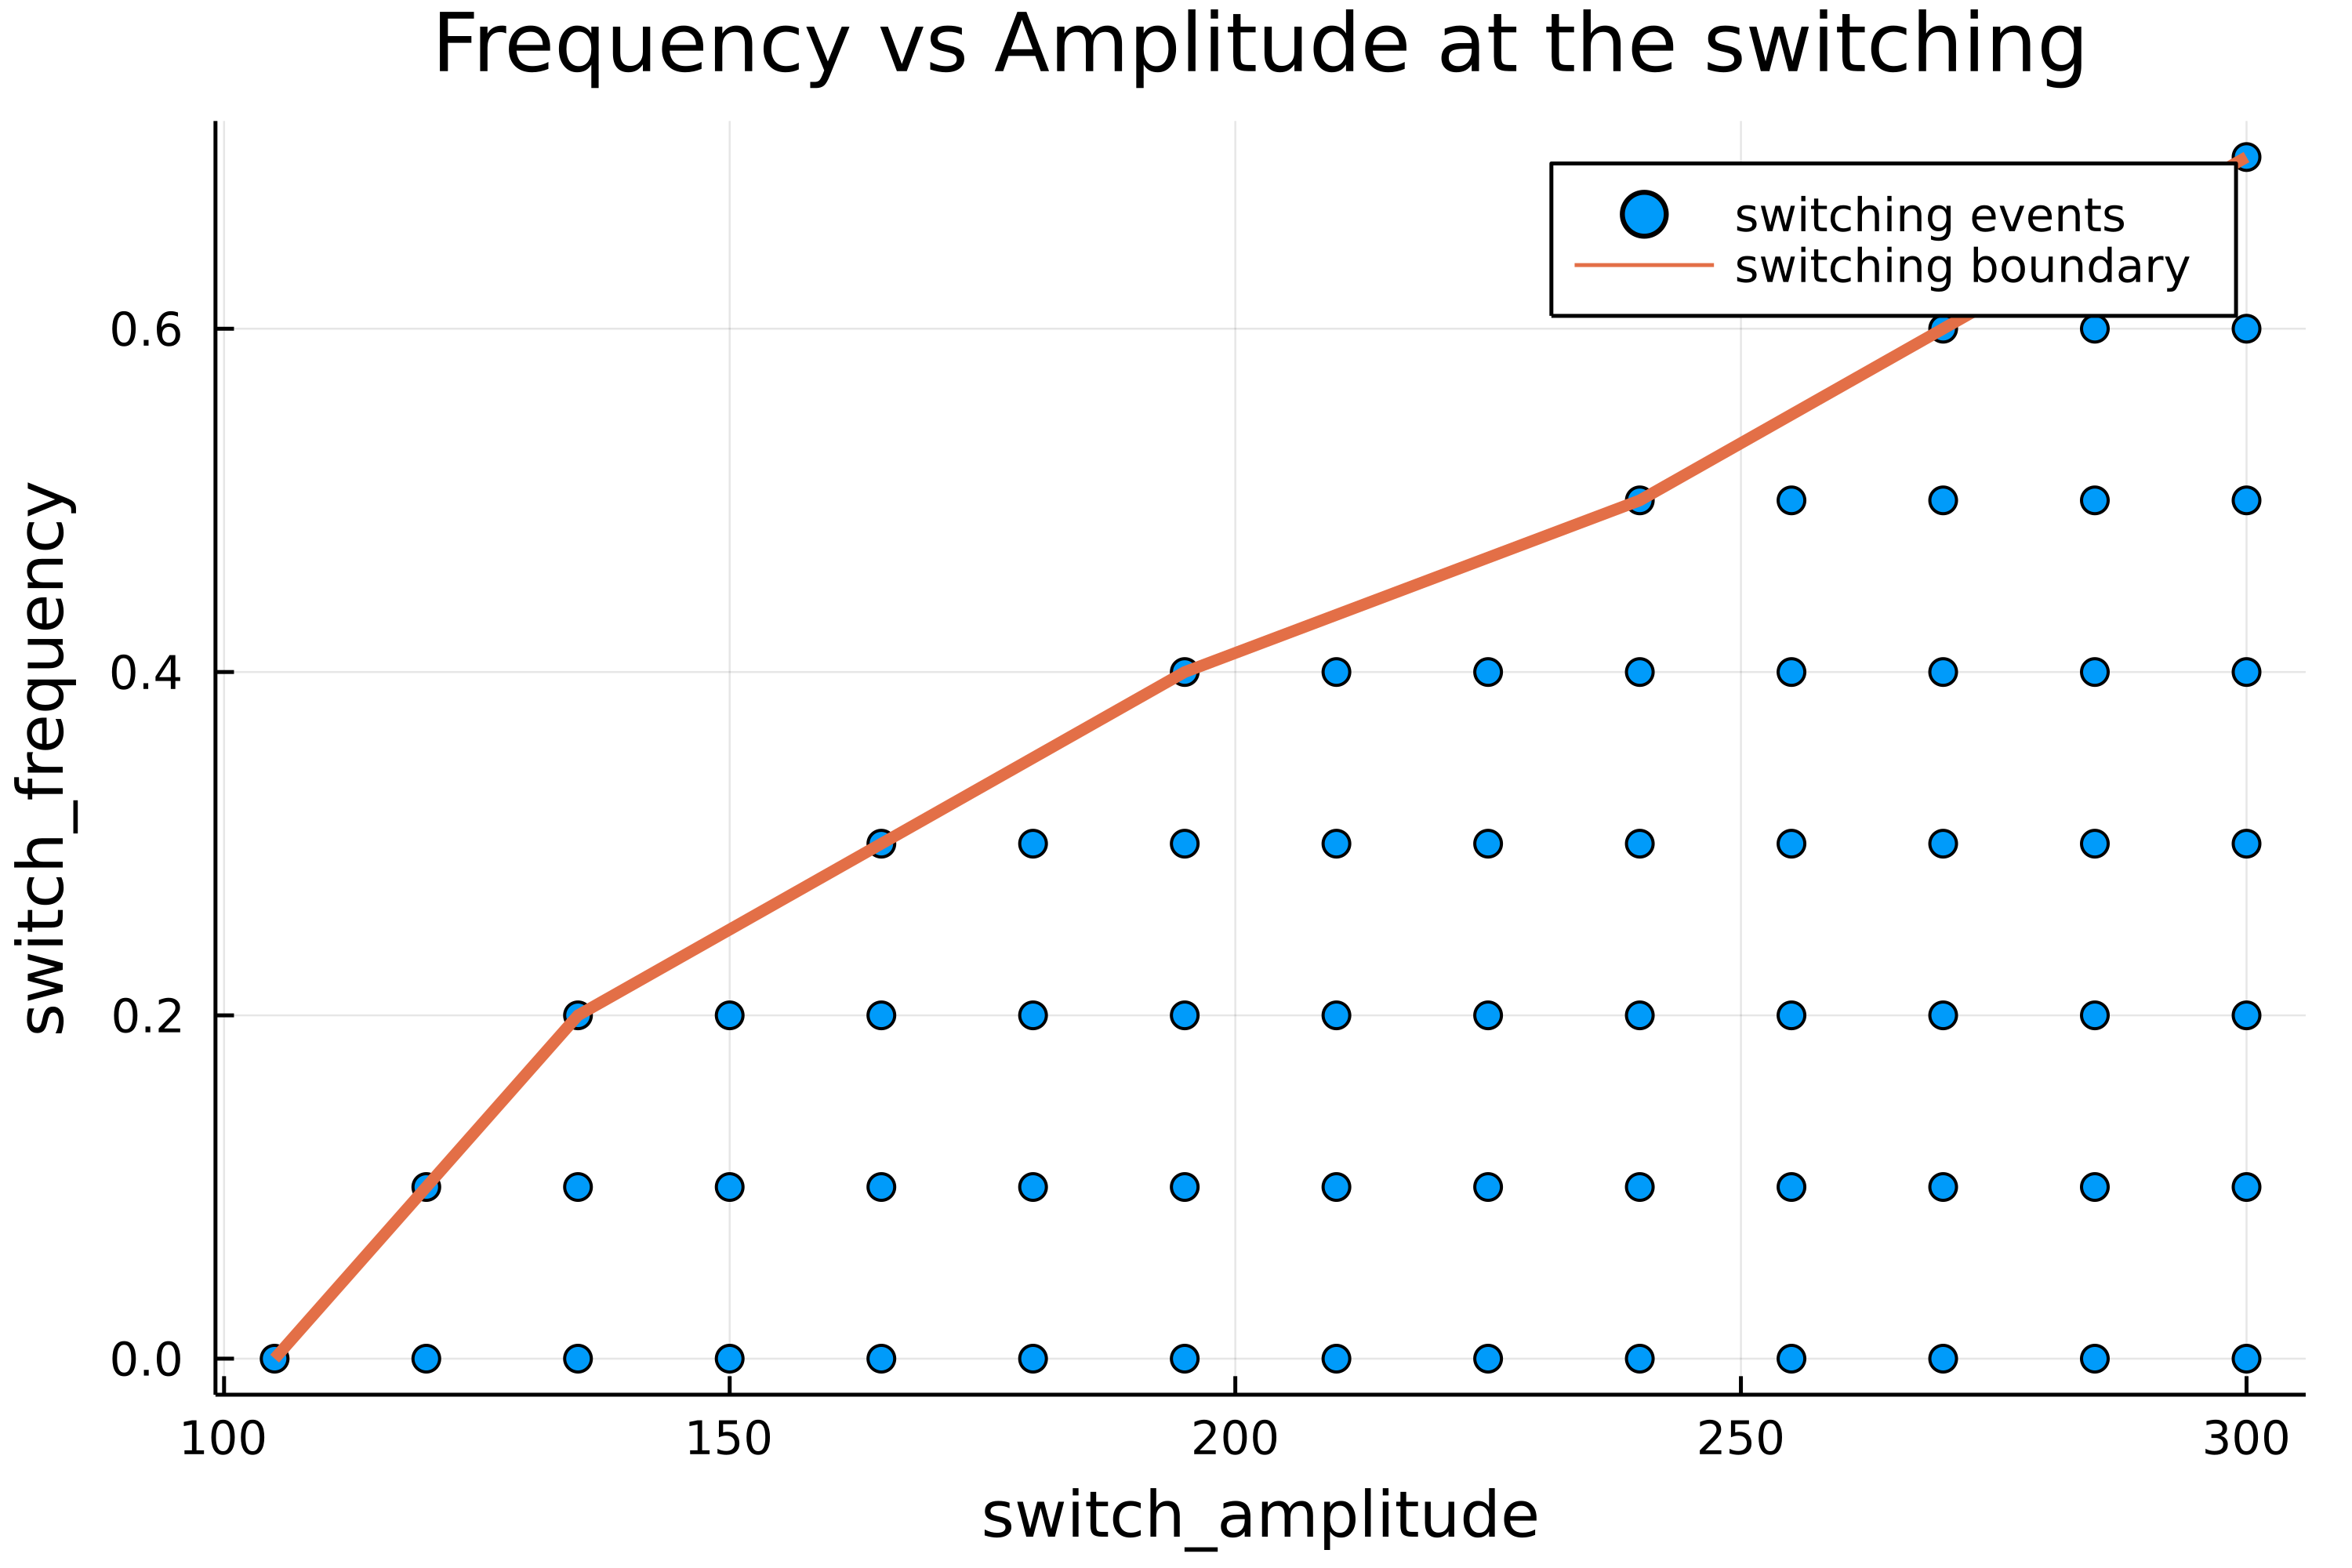 Frequency vs Amplitude at the switching
switching events
switching boundary
switch_frequency
0.6
0.4
0.2
0.0
100 150 200 250 300
switch_amplitude